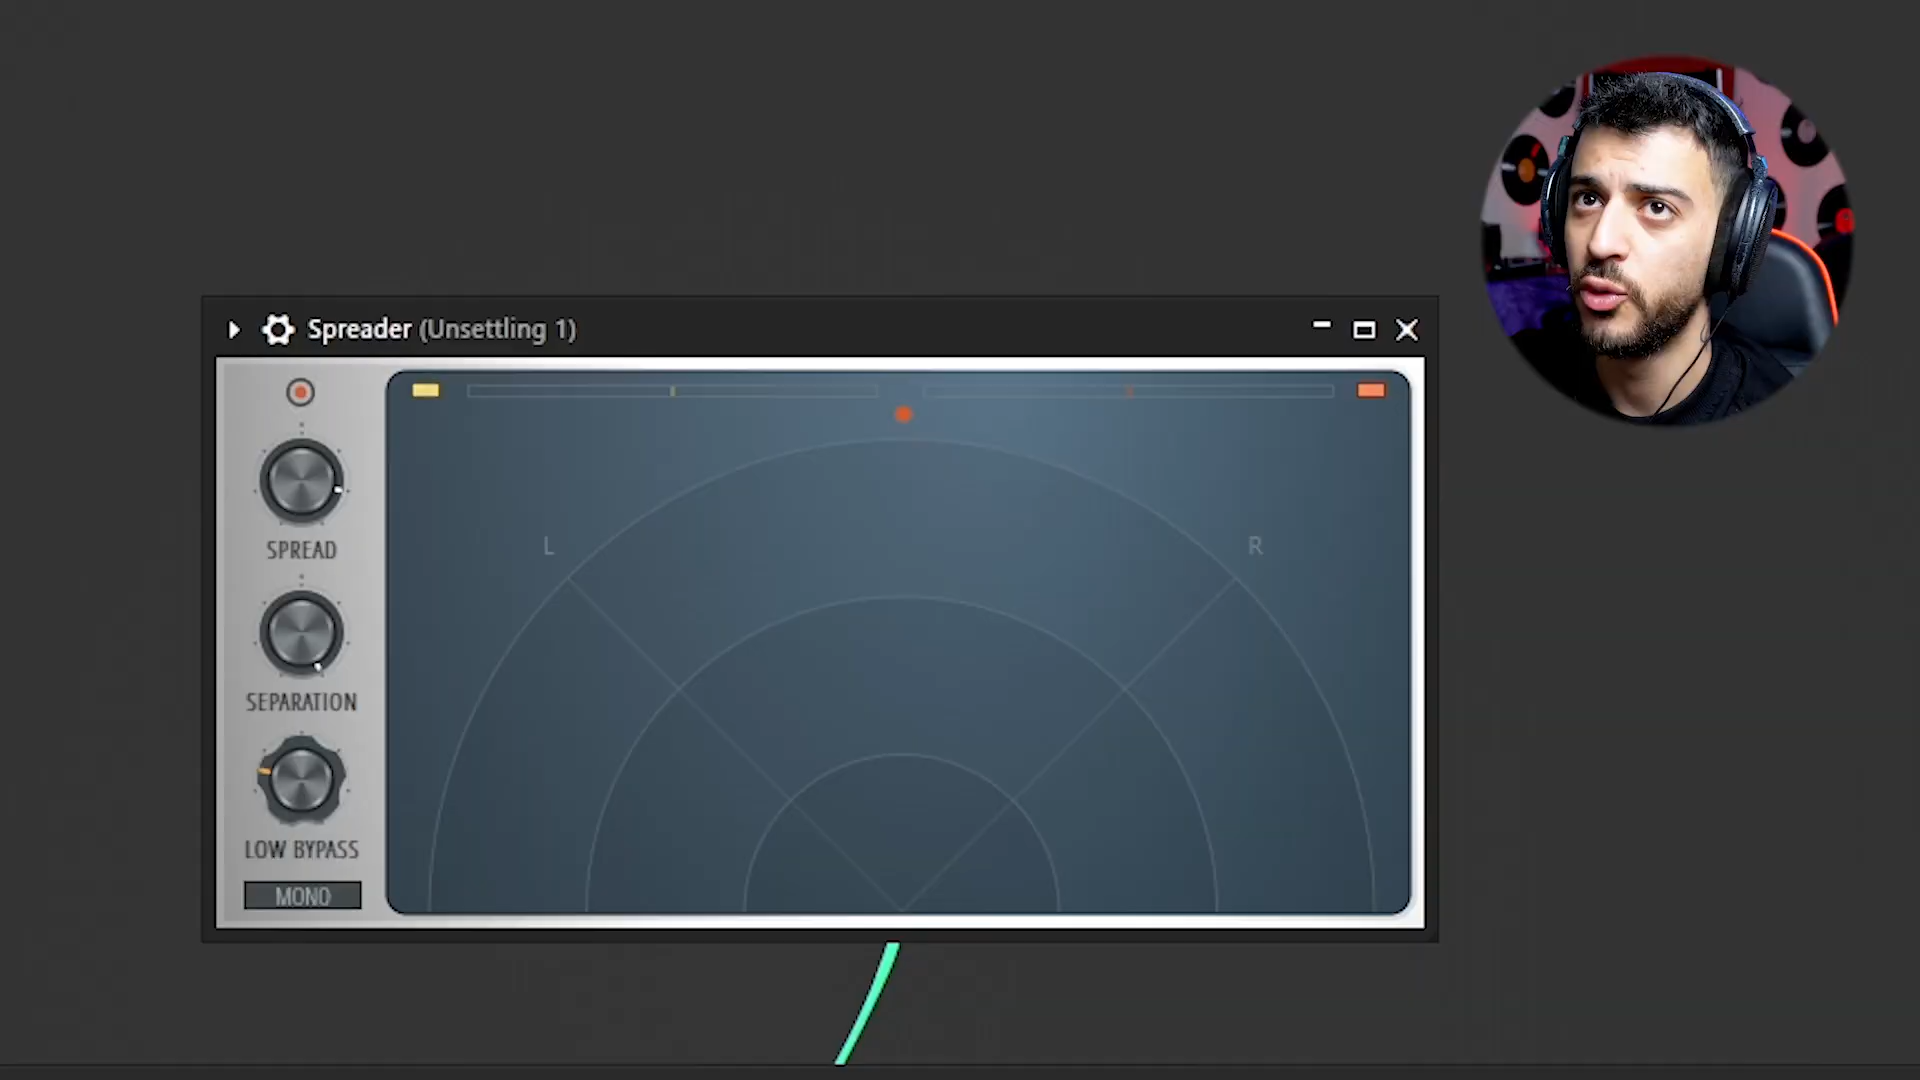 Spreader (Unsettling 1)
SPREAD
L
R
SEPARATION
LOW BYPASS
MONO